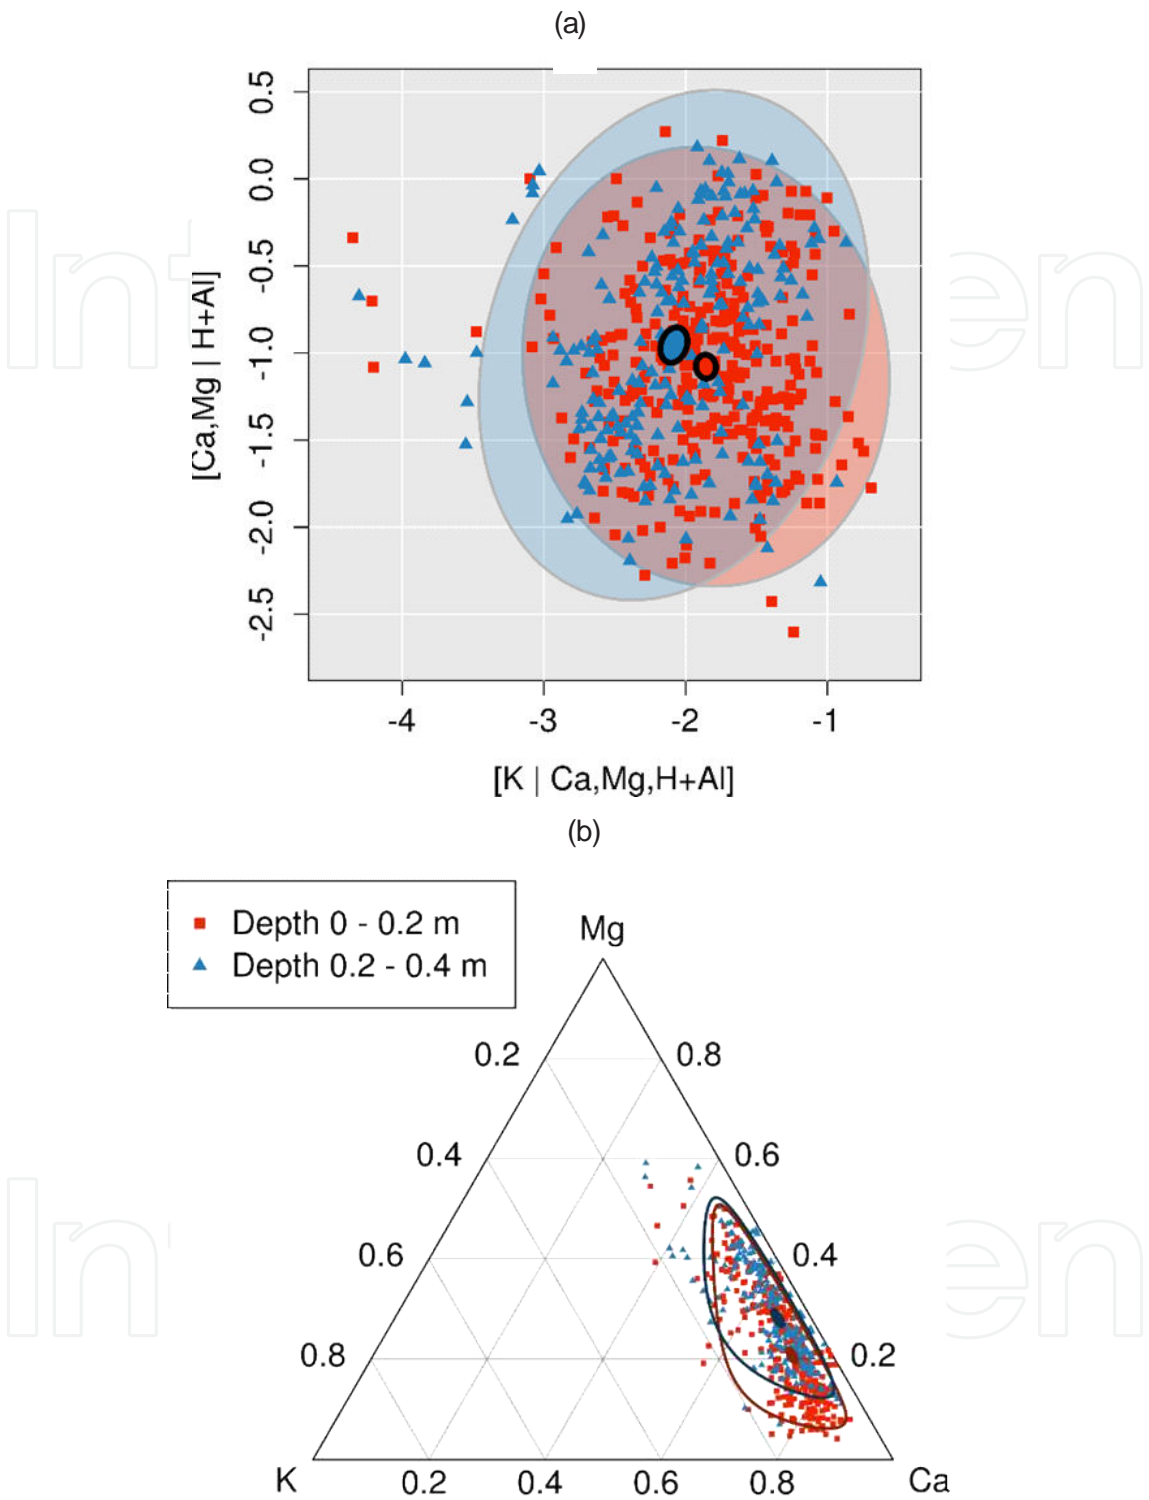 (a)
0.5
0.0
-0.5
-1.0
-1.5
-2.0
-2.5
[Ca,Mg | H+Al]
-4 -3 -2 -1
[K | Ca,Mg,H+Al]
(b)
Depth 0 - 0.2 m
Depth 0.2 - 0.4 m
Mg
0.2 0.8
0.4 0.6
0.6 0.4
0.8 0.2
K 0.2 0.4 0.6 0.8 Ca